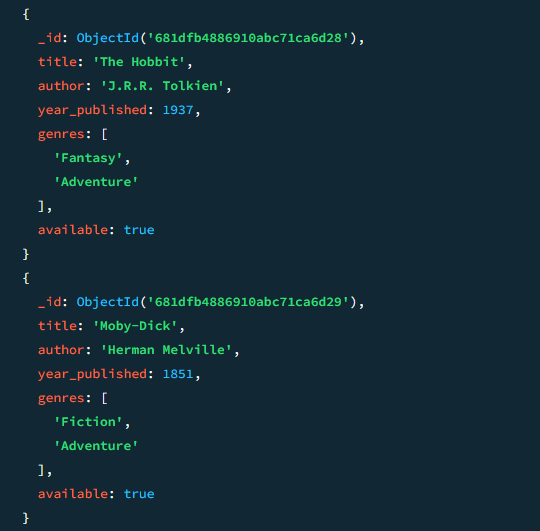 {
_id: ObjectId('681dfb4886910abc71ca6d28'),
title: 'The Hobbit',
author: 'J.R.R. Tolkien',
year_published: 1937,
genres: [
'Fantasy',
'Adventure'
],
available: true
}
{
_id: ObjectId('681dfb4886910abc71ca6d29'),
title: 'Moby-Dick',
author: 'Herman Melville',
year_published: 1851,
genres: [
'Fiction',
'Adventure'
],
available: true
}